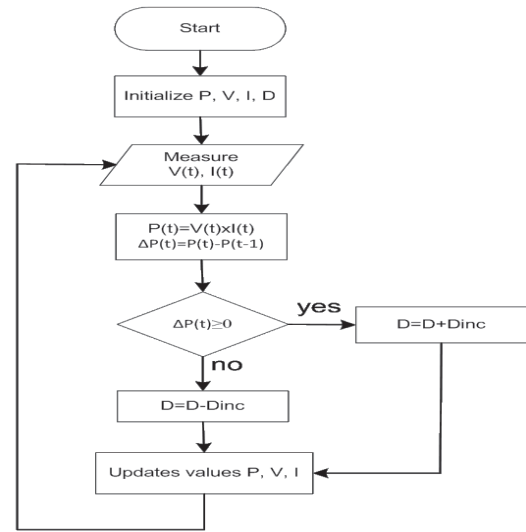 Start
Initialize P, V, I, D
Measure
V(t), I(t)
P(t)=V(t)xI(t)
ΔP(t)=P(t)-P(t-1)
ΔP(t)≥0
yes
D=D+Dinc
no
D=D-Dinc
Updates values P, V, I